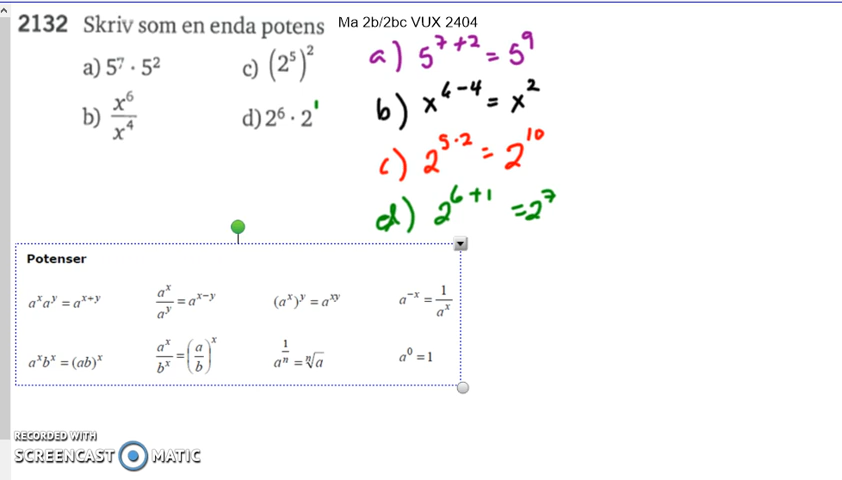 2132 Skriv som en enda potens Ma 2b/2bc VUX 2404
a) 5⁷ · 5² c) (2⁵)²
b) x⁶/x⁴ d) 2⁶ · 2¹
a) 5⁷⁺² = 5⁹
b) x⁶⁻⁴ = x²
c) 2⁵·² = 2¹⁰
d) 2⁶⁺¹ = 2⁷
Potenser
aˣaʸ = aˣ⁺ʸ aˣ/aʸ = aˣ⁻ʸ (aˣ)ʸ = aˣʸ a⁻ˣ = 1/aˣ
aˣbˣ = (ab)ˣ aˣ/bˣ = (a/b)ˣ a^(1/n) = ⁿ√a a⁰ = 1
RECORDED WITH
SCREENCAST MATIC